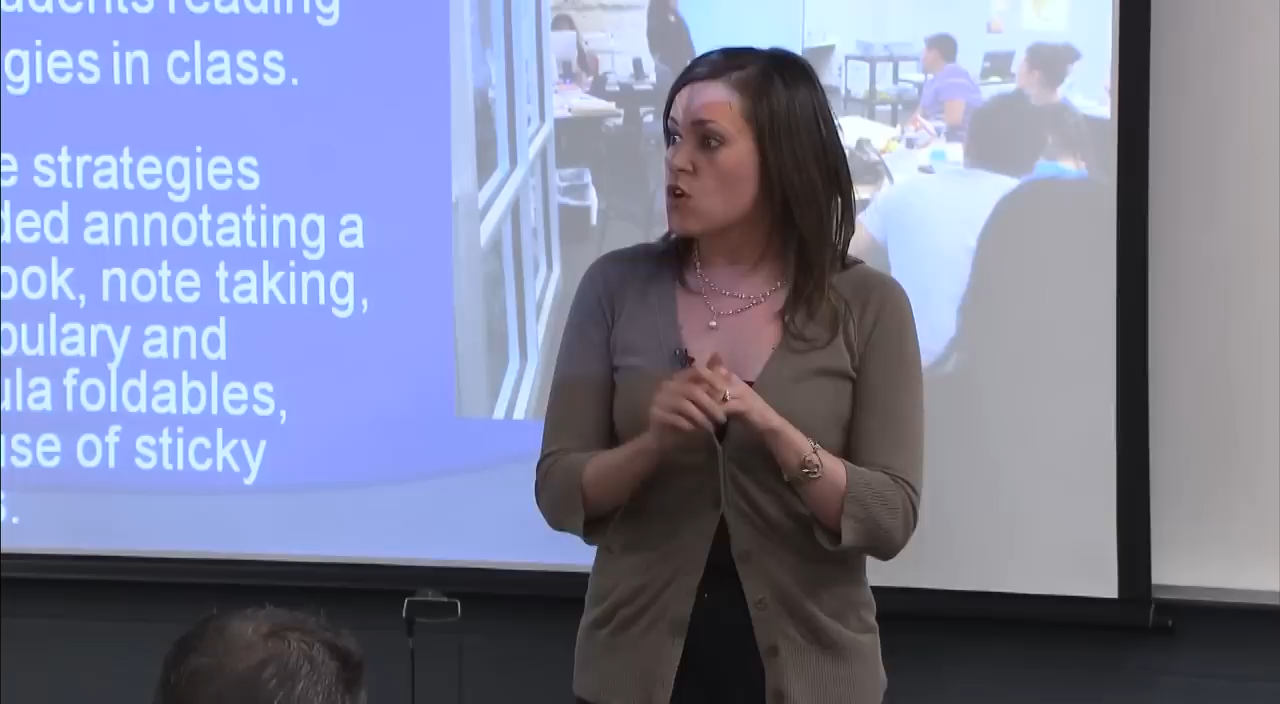 udents reading
gies in class.
e strategies
ded annotating a
ook, note taking,
bulary and
ula foldables,
se of sticky
s.